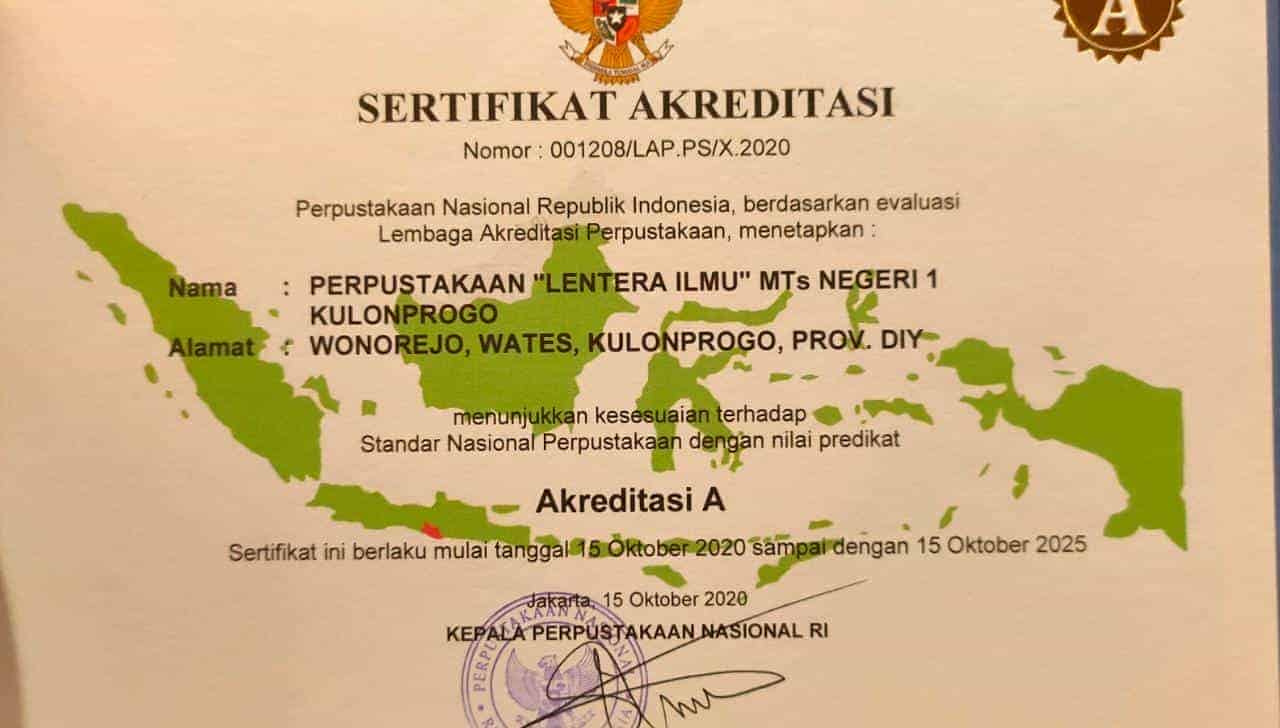 A
SERTIFIKAT AKREDITASI
Nomor : 001208/LAP.PS/X.2020
Perpustakaan Nasional Republik Indonesia, berdasarkan evaluasi
Lembaga Akreditasi Perpustakaan, menetapkan :
Nama : PERPUSTAKAAN "LENTERA ILMU" MTs NEGERI 1
KULONPROGO
Alamat : WONOREJO, WATES, KULONPROGO, PROV. DIY
menunjukkan kesesuaian terhadap
Standar Nasional Perpustakaan dengan nilai predikat
Akreditasi A
Sertifikat ini berlaku mulai tanggal 15 Oktober 2020 sampai dengan 15 Oktober 2025
Jakarta, 15 Oktober 2020
KEPALA PERPUSTAKAAN NASIONAL RI
PERPUSTAKAAN NASIONAL